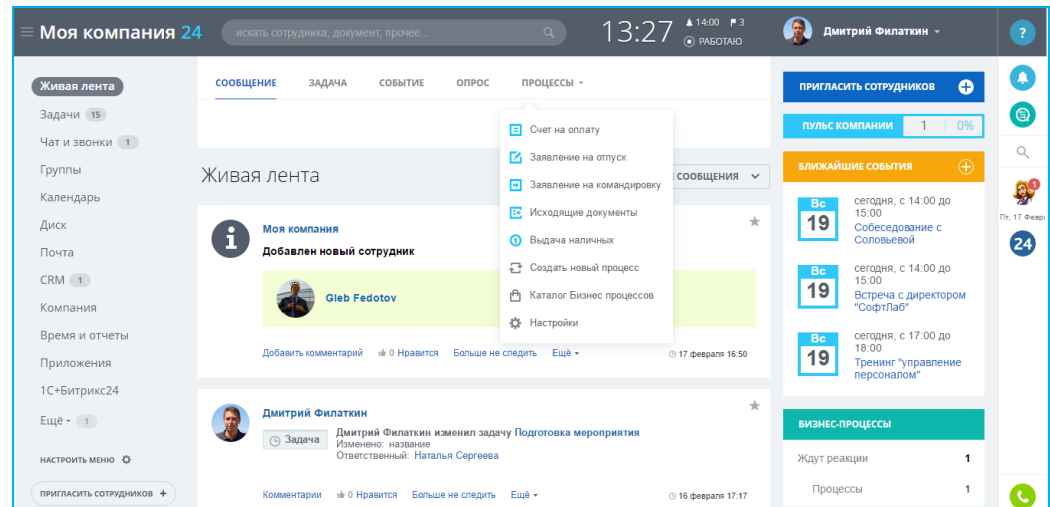 Моя компания 24
искать сотрудника, документ, прочее...
13:27
14:00 3
РАБОТАЮ
Дмитрий Филаткин
?
Живая лента
Задачи 15
Чат и звонки 1
Группы
Календарь
Диск
Почта
CRM 1
Компания
Время и отчеты
Приложения
1С+Битрикс24
Ещё 1
НАСТРОИТЬ МЕНЮ
ПРИГЛАСИТЬ СОТРУДНИКОВ +
СООБЩЕНИЕ ЗАДАЧА СОБЫТИЕ ОПРОС ПРОЦЕССЫ
Счет на оплату
Заявление на отпуск
Заявление на командировку
Исходящие документы
Выдача наличных
Создать новый процесс
Каталог Бизнес процессов
Настройки
Живая лента
СООБЩЕНИЯ
Моя компания
Добавлен новый сотрудник
Gleb Fedotov
Добавить комментарий 0 Нравится Больше не следить Ещё 17 февраля 16:50
Дмитрий Филаткин
Задача
Дмитрий Филаткин изменил задачу Подготовка мероприятия
Изменено: название
Ответственный: Наталья Сергеева
Комментарии 0 Нравится Больше не следить Ещё 16 февраля 17:17
ПРИГЛАСИТЬ СОТРУДНИКОВ
ПУЛЬС КОМПАНИИ 1 0%
БЛИЖАЙШИЕ СОБЫТИЯ
Вс
19
сегодня, с 14:00 до
15:00
Собеседование с
Соловьевой
Вс
19
сегодня, с 14:00 до
15:00
Встреча с директором
"СофтЛаб"
Вс
19
сегодня, с 17:00 до
18:00
Тренинг "управление
персоналом"
БИЗНЕС-ПРОЦЕССЫ
Ждут реакции 1
Процессы 1
1
Пт, 17 Февр
24